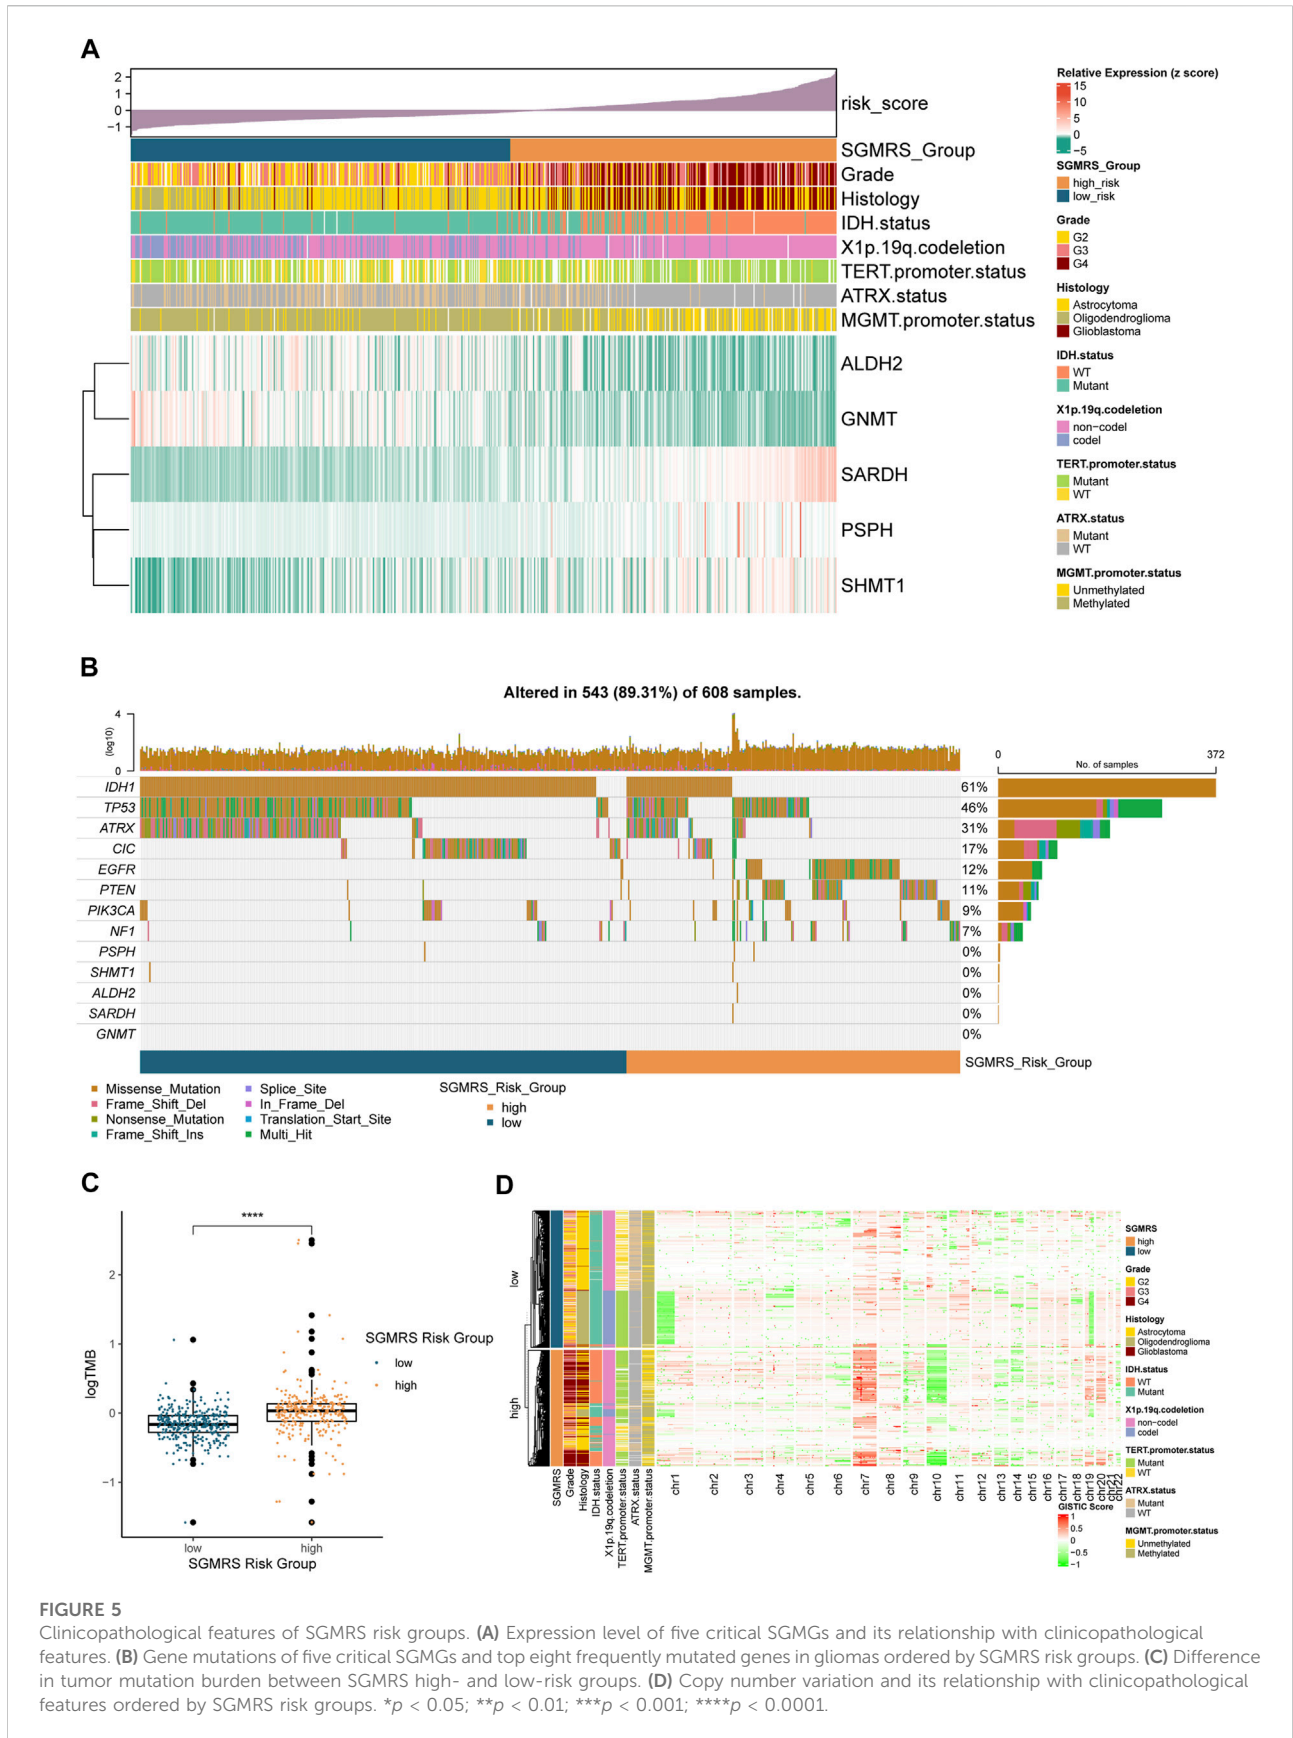 A
2
1
0
−1
risk_score
SGMRS_Group
Grade
Histology
IDH.status
X1p.19q.codeletion
TERT.promoter.status
ATRX.status
MGMT.promoter.status
ALDH2
GNMT
SARDH
PSPH
SHMT1
Relative Expression (z score)
15
10
5
0
−5
SGMRS_Group
high_risk
low_risk
Grade
G2
G3
G4
Histology
Astrocytoma
Oligodendroglioma
Glioblastoma
IDH.status
WT
Mutant
X1p.19q.codeletion
non−codel
codel
TERT.promoter.status
Mutant
WT
ATRX.status
Mutant
WT
MGMT.promoter.status
Unmethylated
Methylated
B
Altered in 543 (89.31%) of 608 samples.
4
(log10)
0
0
372
No. of samples
IDH1 61%
TP53 46%
ATRX 31%
CIC 17%
EGFR 12%
PTEN 11%
PIK3CA 9%
NF1 7%
PSPH 0%
SHMT1 0%
ALDH2 0%
SARDH 0%
GNMT 0%
SGMRS_Risk_Group
Missense_Mutation
Frame_Shift_Del
Nonsense_Mutation
Frame_Shift_Ins
Splice_Site
In_Frame_Del
Translation_Start_Site
Multi_Hit
SGMRS_Risk_Group
high
low
C
****
logTMB
2
1
0
−1
low
high
SGMRS Risk Group
SGMRS Risk Group
low
high
D
low
high
SGMRS
Grade
Histology
IDH.status
X1p.19q.codeletion
TERT.promoter.status
ATRX.status
MGMT.promoter.status
chr1
chr2
chr3
chr4
chr5
chr6
chr7
chr8
chr9
chr10
chr11
chr12
chr13
chr14
chr15
chr16
chr17
chr18
chr19
chr20
chr21
chr22
GISTIC Score
1
0.5
0
−0.5
−1
SGMRS
high
low
Grade
G2
G3
G4
Histology
Astrocytoma
Oligodendroglioma
Glioblastoma
IDH.status
WT
Mutant
X1p.19q.codeletion
non−codel
codel
TERT.promoter.status
Mutant
WT
ATRX.status
Mutant
WT
MGMT.promoter.status
Unmethylated
Methylated
FIGURE 5
Clinicopathological features of SGMRS risk groups. (A) Expression level of five critical SGMGs and its relationship with clinicopathological
features. (B) Gene mutations of five critical SGMGs and top eight frequently mutated genes in gliomas ordered by SGMRS risk groups. (C) Difference
in tumor mutation burden between SGMRS high- and low-risk groups. (D) Copy number variation and its relationship with clinicopathological
features ordered by SGMRS risk groups. *p < 0.05; **p < 0.01; ***p < 0.001; ****p < 0.0001.